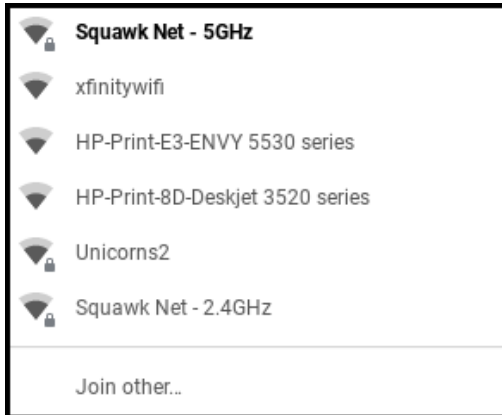 Squawk Net - 5GHz
xfinitywifi
HP-Print-E3-ENVY 5530 series
HP-Print-8D-Deskjet 3520 series
Unicorns2
Squawk Net - 2.4GHz
Join other...